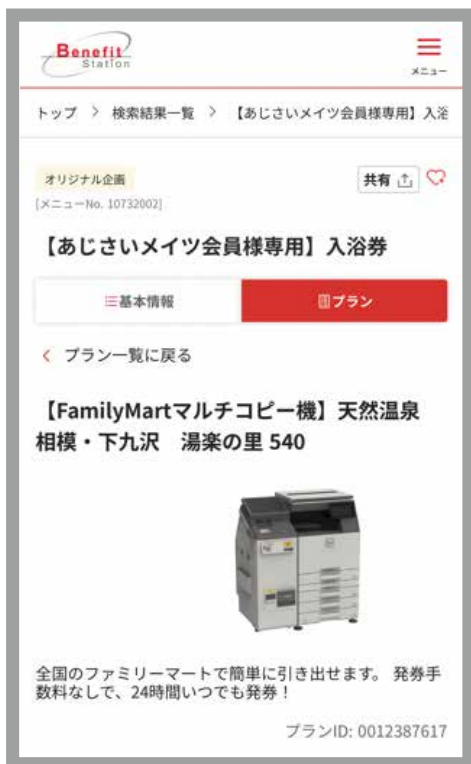 Benefit
Station
メニュー
トップ > 検索結果一覧 > 【あじさいメイツ会員様専用】入浴
オリジナル企画
共有
[メニューNo. 10732002]
【あじさいメイツ会員様専用】入浴券
基本情報
プラン
プラン一覧に戻る
【FamilyMartマルチコピー機】天然温泉
相模・下九沢　湯楽の里 540
全国のファミリーマートで簡単に引き出せます。 発券手
数料なしで、24時間いつでも発券！
プランID: 0012387617